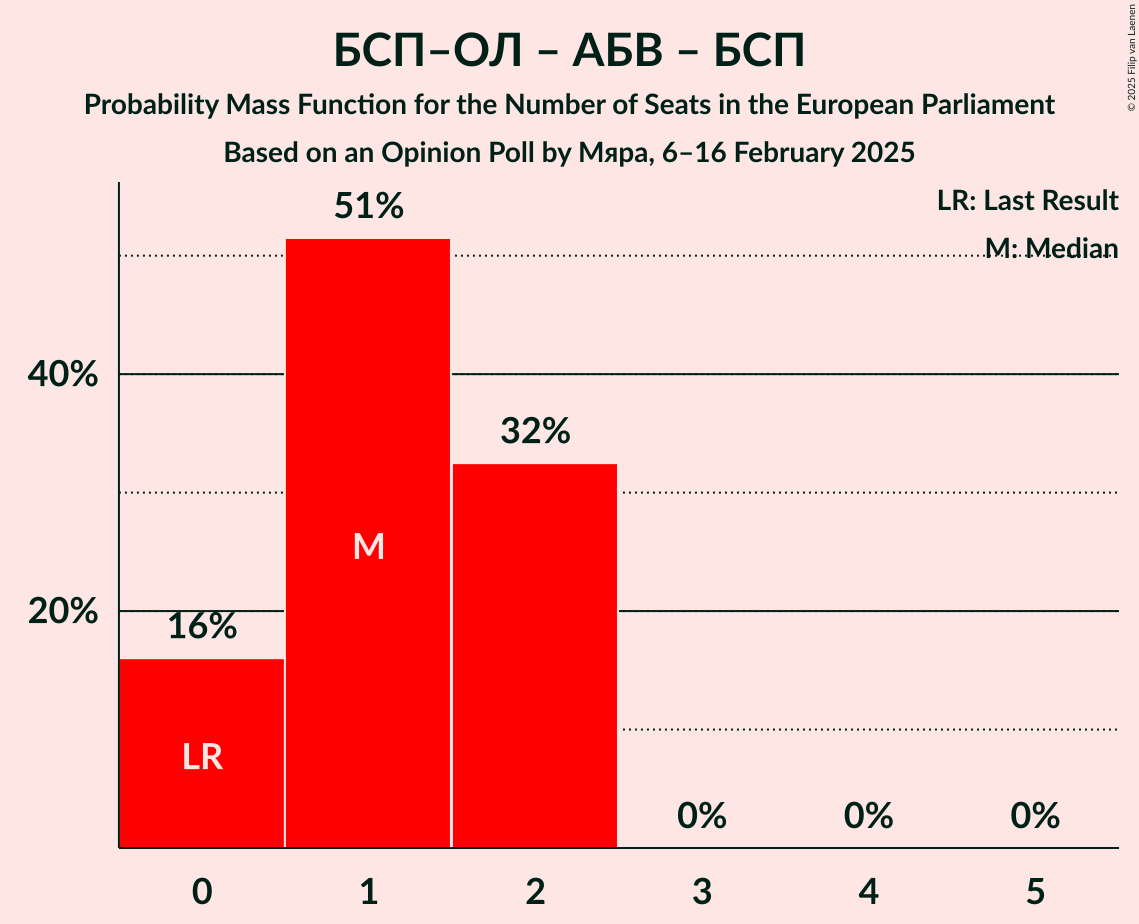 БСП–ОЛ – АБВ – БСП
Probability Mass Function for the Number of Seats in the European Parliament
Based on an Opinion Poll by Мяра, 6–16 February 2025
© 2025 Filip van Laenen
LR: Last Result
M: Median
51%
40%
32%
M
20%
16%
LR
0%
0%
0%
0
1
2
3
4
5